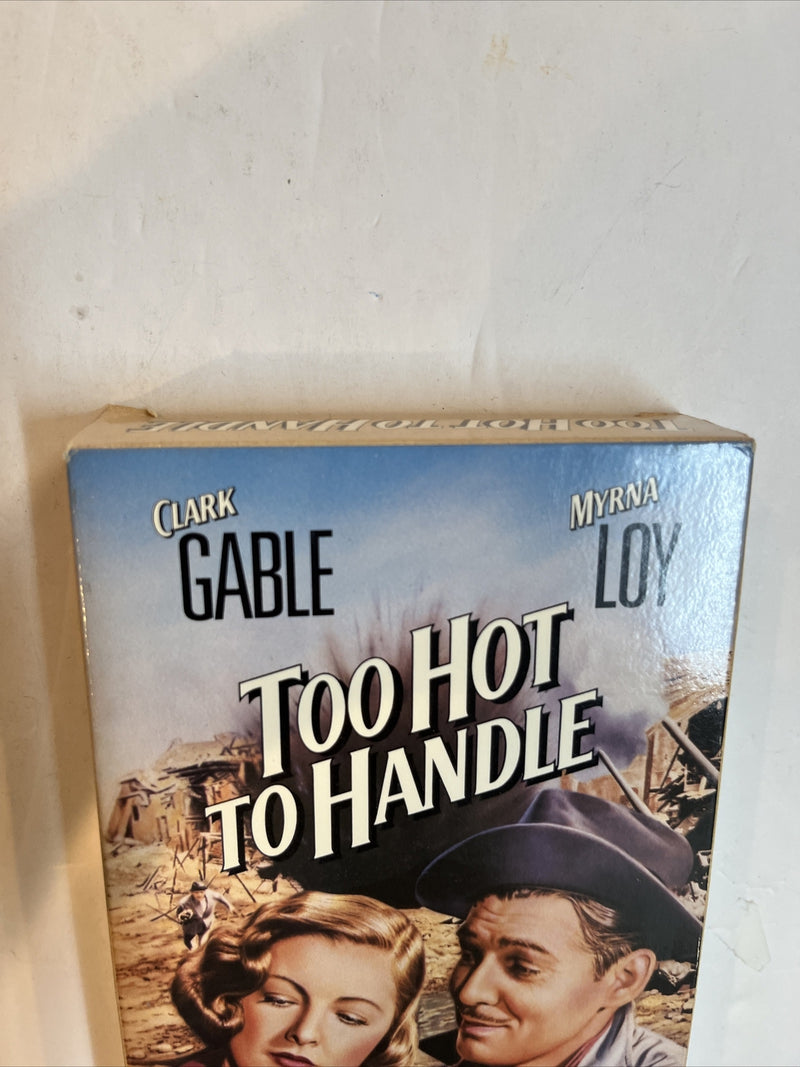 TOO HOT TO HANDLE
CLARK
GABLE
MYRNA
LOY
TOO HOT
TO HANDLE